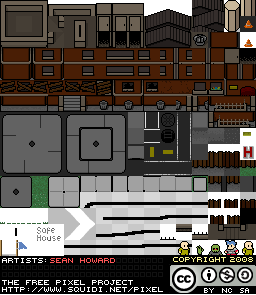 H
Safe
House
ARTISTS: SEAN HOWARD
COPYRIGHT 2008
THE FREE PIXEL PROJECT
HTTP://WWW.SQUIDI.NET/PIXEL
cc
BY NC SA